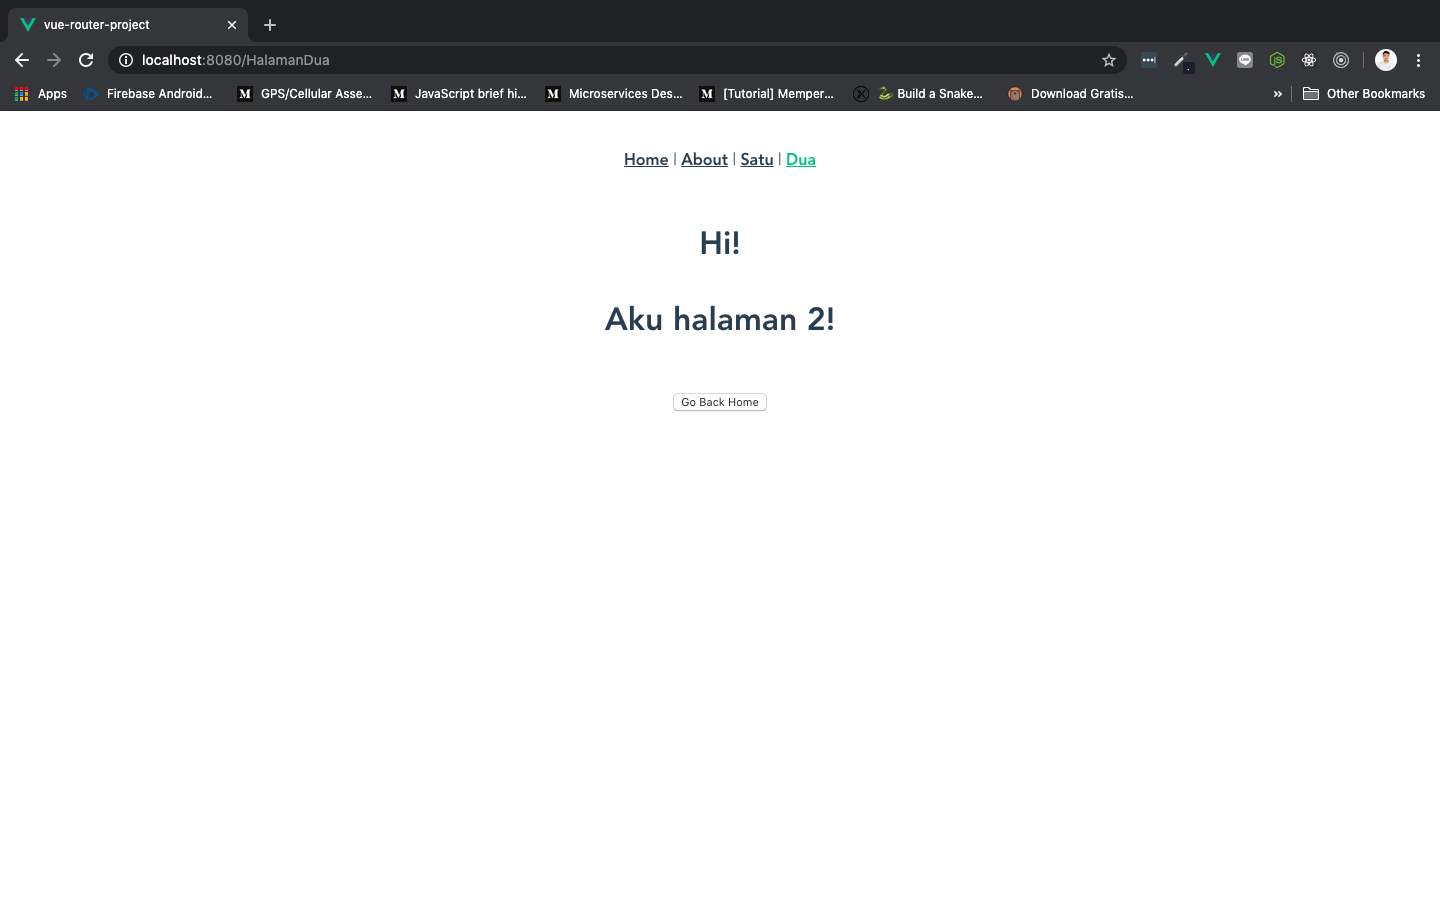 vue-router-project
localhost:8080/HalamanDua
Apps Firebase Android... GPS/Cellular Asse... JavaScript brief hi... Microservices Des... [Tutorial] Memper... Build a Snake... Download Gratis... » Other Bookmarks
Home | About | Satu | Dua
Hi!
Aku halaman 2!
Go Back Home